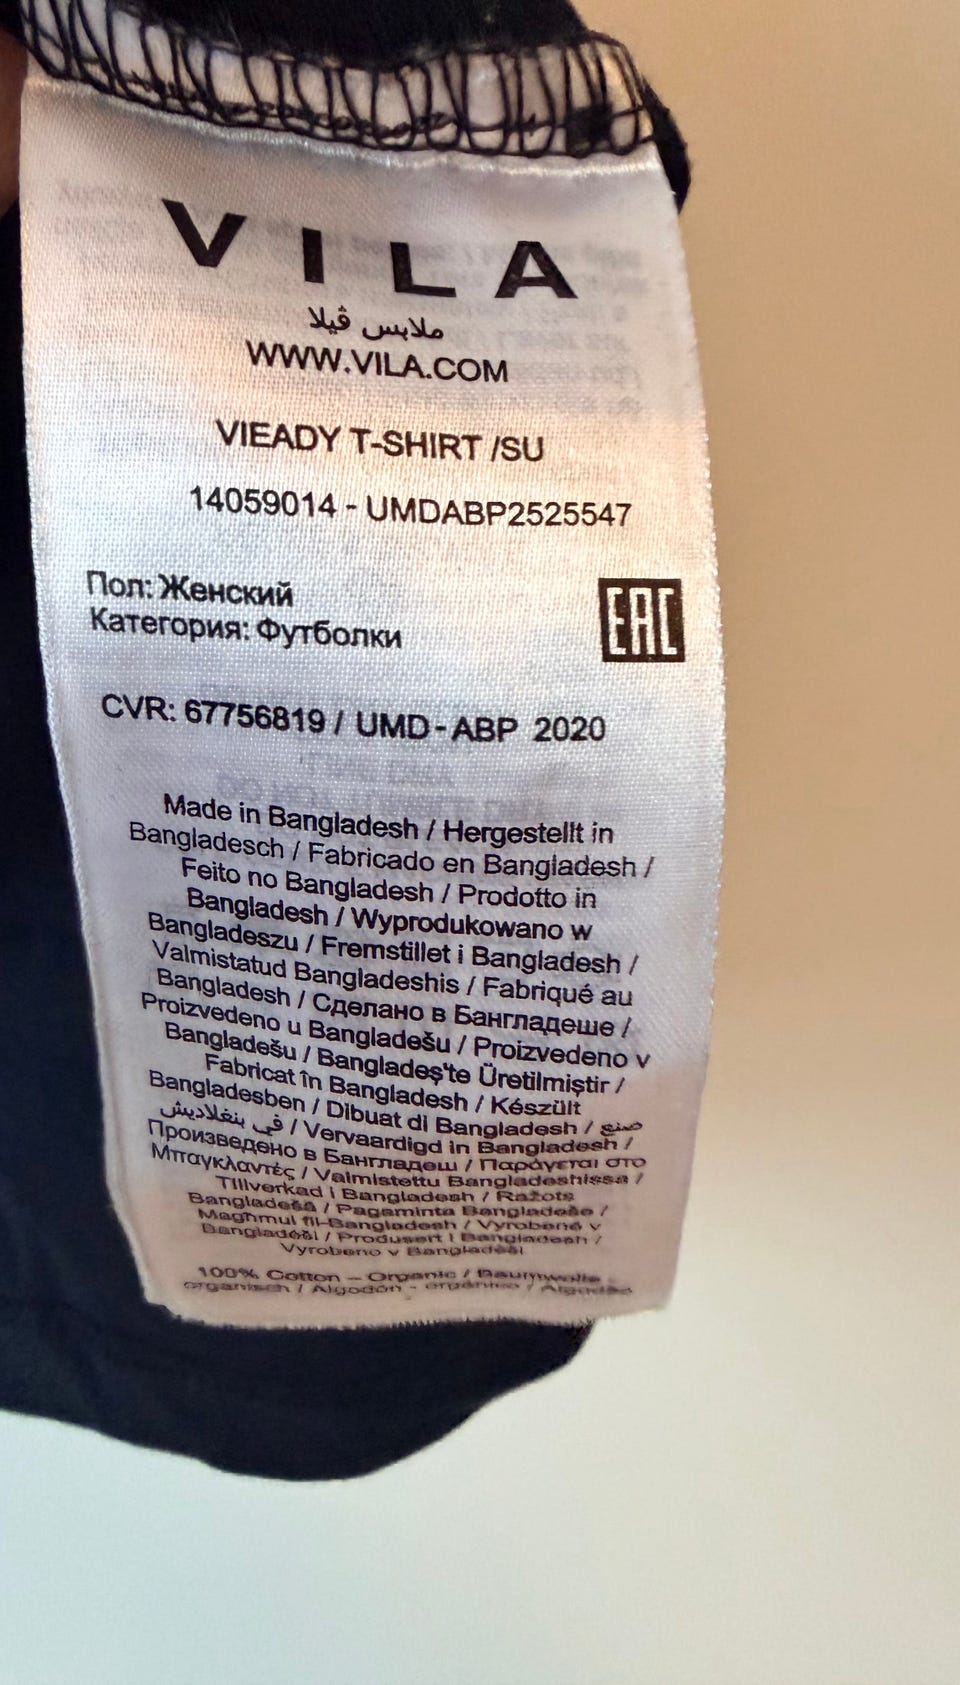 VILA
ملابس ڤيلا
WWW.VILA.COM
VIEADY T-SHIRT /SU
14059014 - UMDABP2525547
Пол: Женский
Категория: Футболки
EAC
CVR: 67756819 / UMD-ABP 2020
Made in Bangladesh / Hergestellt in
Bangladesch / Fabricado en Bangladesh /
Feito no Bangladesh / Prodotto in
Bangladesh / Wyprodukowano w
Bangladeszu / Fremstillet i Bangladesh /
Valmistatud Bangladeshis / Fabriqué au
Bangladesh / Сделано в Бангладеше /
Proizvedeno u Bangladešu / Proizvedeno v
Bangladešu / Bangladeş'te Üretilmiştir /
Fabricat în Bangladesh / Készült
Bangladesben / Dibuat di Bangladesh / صنع
في بنغلاديش / Vervaardigd in Bangladesh /
Произведено в Бангладеш / Παράγεται στο
Μπαγκλαντές / Valmistettu Bangladeshissa /
Tillverkad i Bangladesh / Ražots
Bangladešā / Pagaminta Bangladeše /
Magħmul fil-Bangladesh / Vyrobené v
Bangladéši / Produsert i Bangladesh /
Vyrobeno v Bangladéši
100% Cotton – Organic / Baumwolle -
organisch / Algodón - orgánico / Algodão